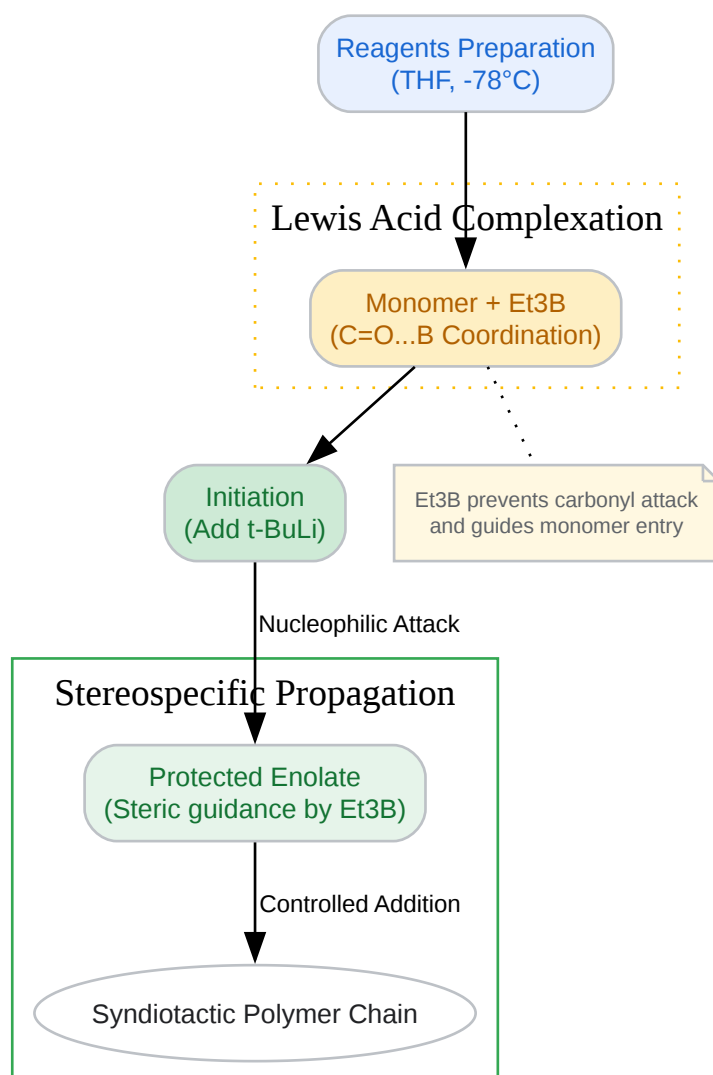 Reagents Preparation
(THF, -78°C)
Lewis Acid Complexation
Monomer + Et3B
(C=O...B Coordination)
Initiation
(Add t-BuLi)
Et3B prevents carbonyl attack
and guides monomer entry
Nucleophilic Attack
Stereospecific Propagation
Protected Enolate
(Steric guidance by Et3B)
Controlled Addition
Syndiotactic Polymer Chain